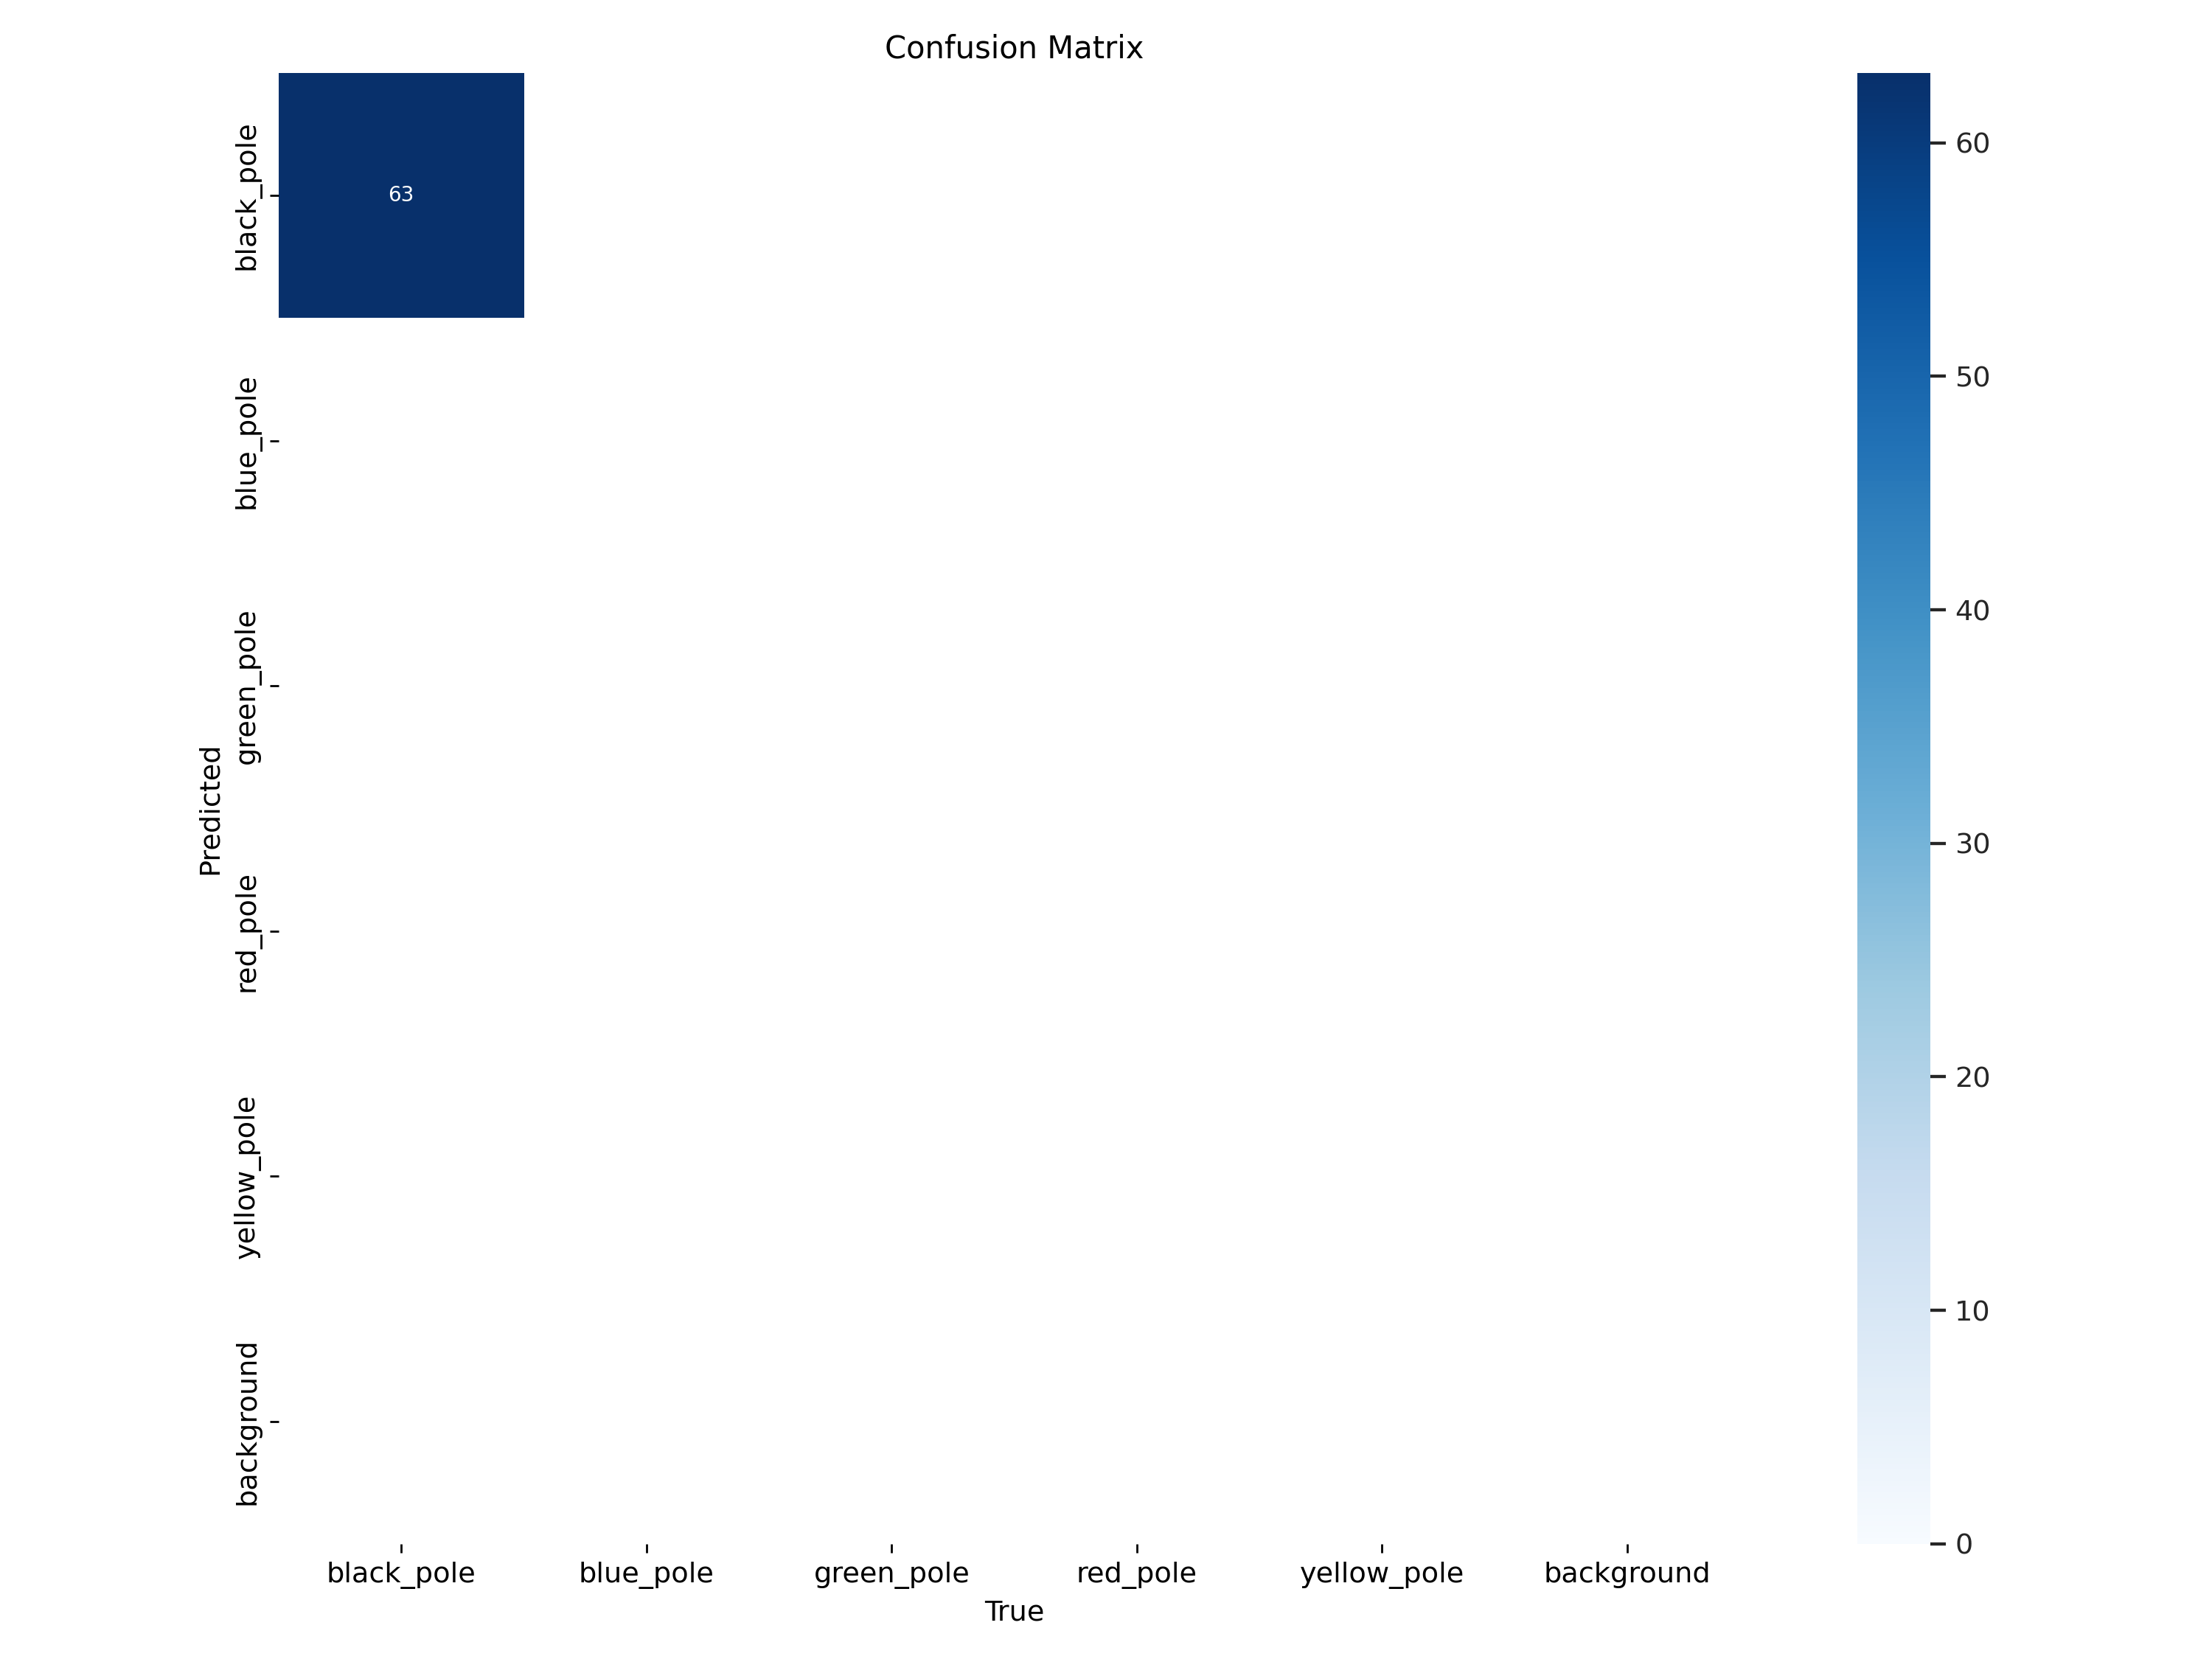 Confusion Matrix
black_pole
blue_pole
green_pole
red_pole
yellow_pole
background
Predicted
63
black_pole
blue_pole
green_pole
red_pole
yellow_pole
background
True
60
50
40
30
20
10
0